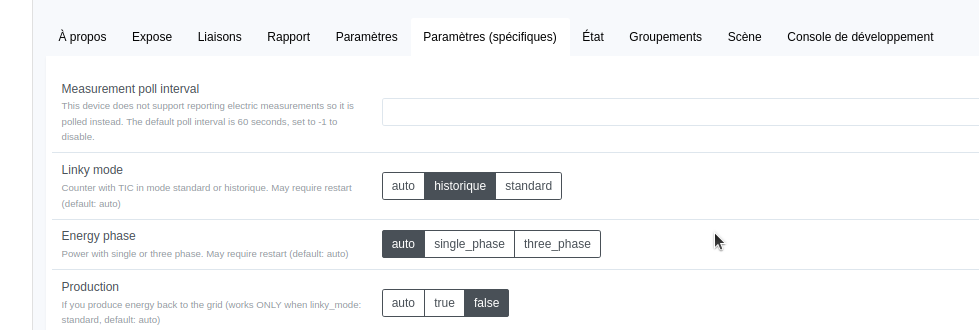 À propos Expose Liaisons Rapport Paramètres Paramètres (spécifiques) État Groupements Scène Console de développement
Measurement poll interval
This device does not support reporting electric measurements so it is
polled instead. The default poll interval is 60 seconds, set to -1 to
disable.
Linky mode
Counter with TIC in mode standard or historique. May require restart
(default: auto)
auto historique standard
Energy phase
Power with single or three phase. May require restart (default: auto)
auto single_phase three_phase
Production
If you produce energy back to the grid (works ONLY when linky_mode:
standard, default: auto)
auto true false